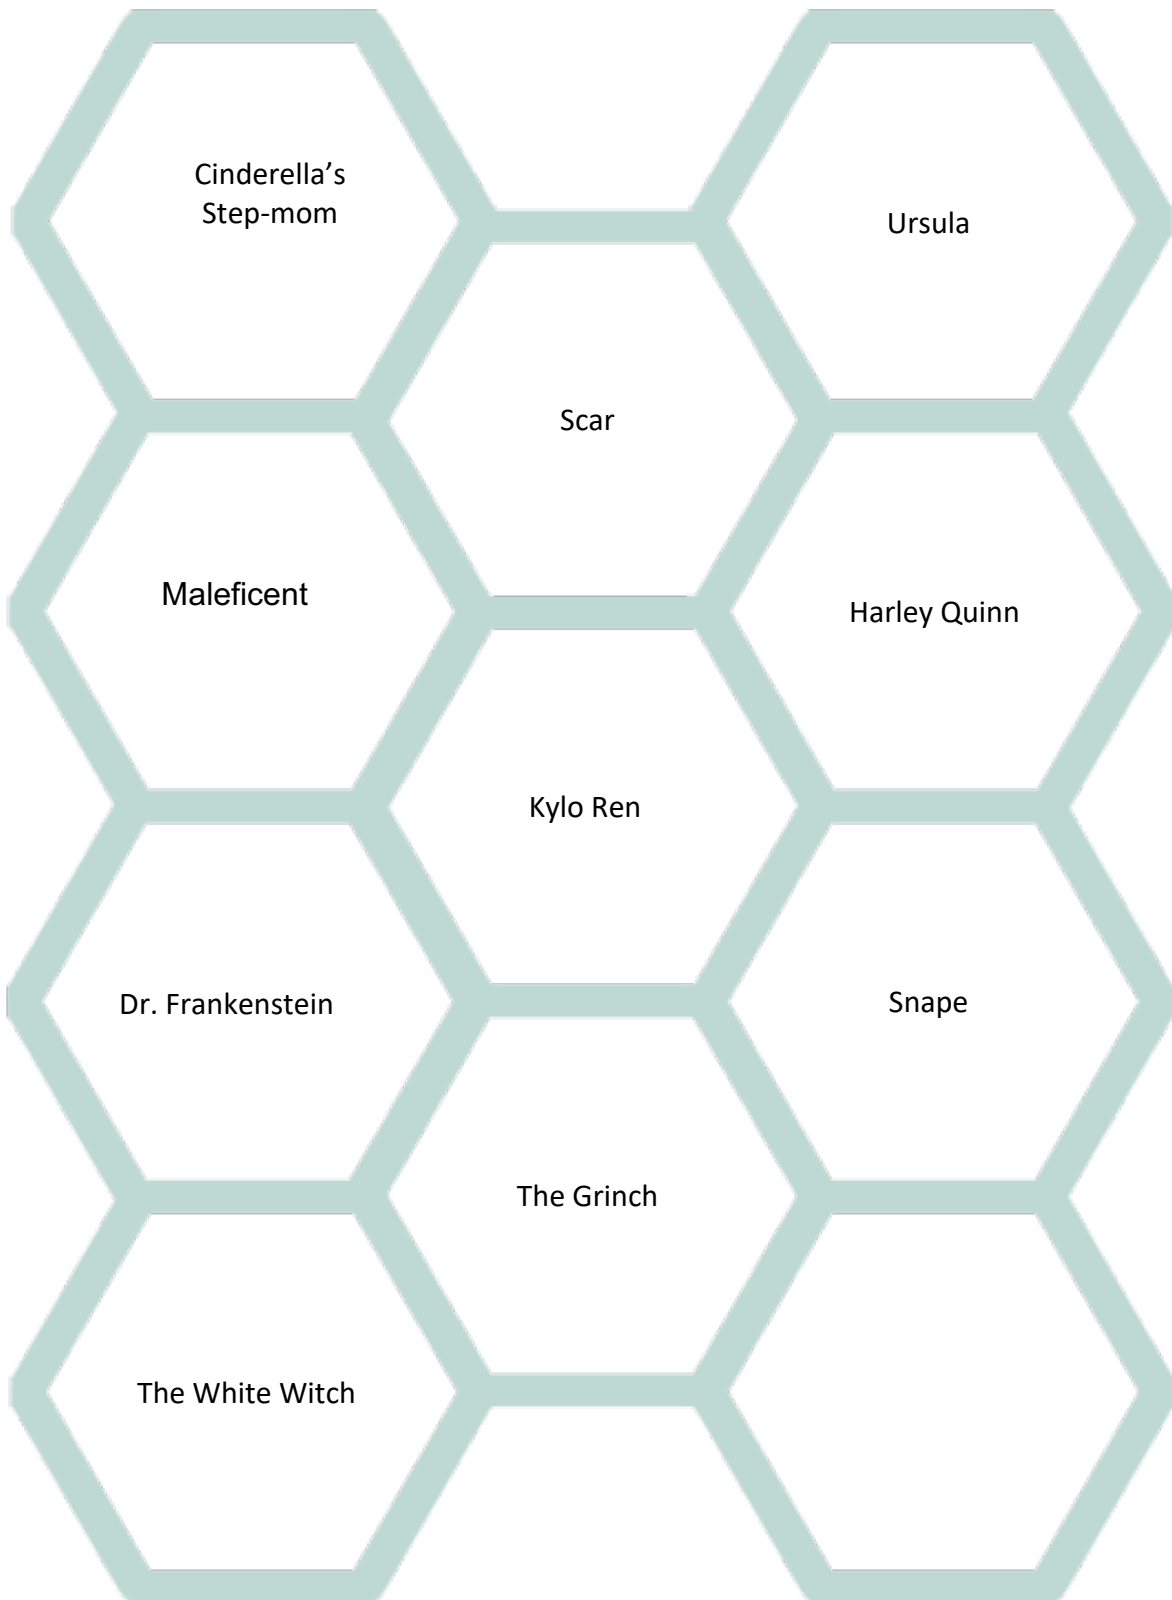 Cinderella’s
Step-mom
Ursula
Scar
Maleficent
Harley Quinn
Kylo Ren
Dr. Frankenstein
Snape
The Grinch
The White Witch